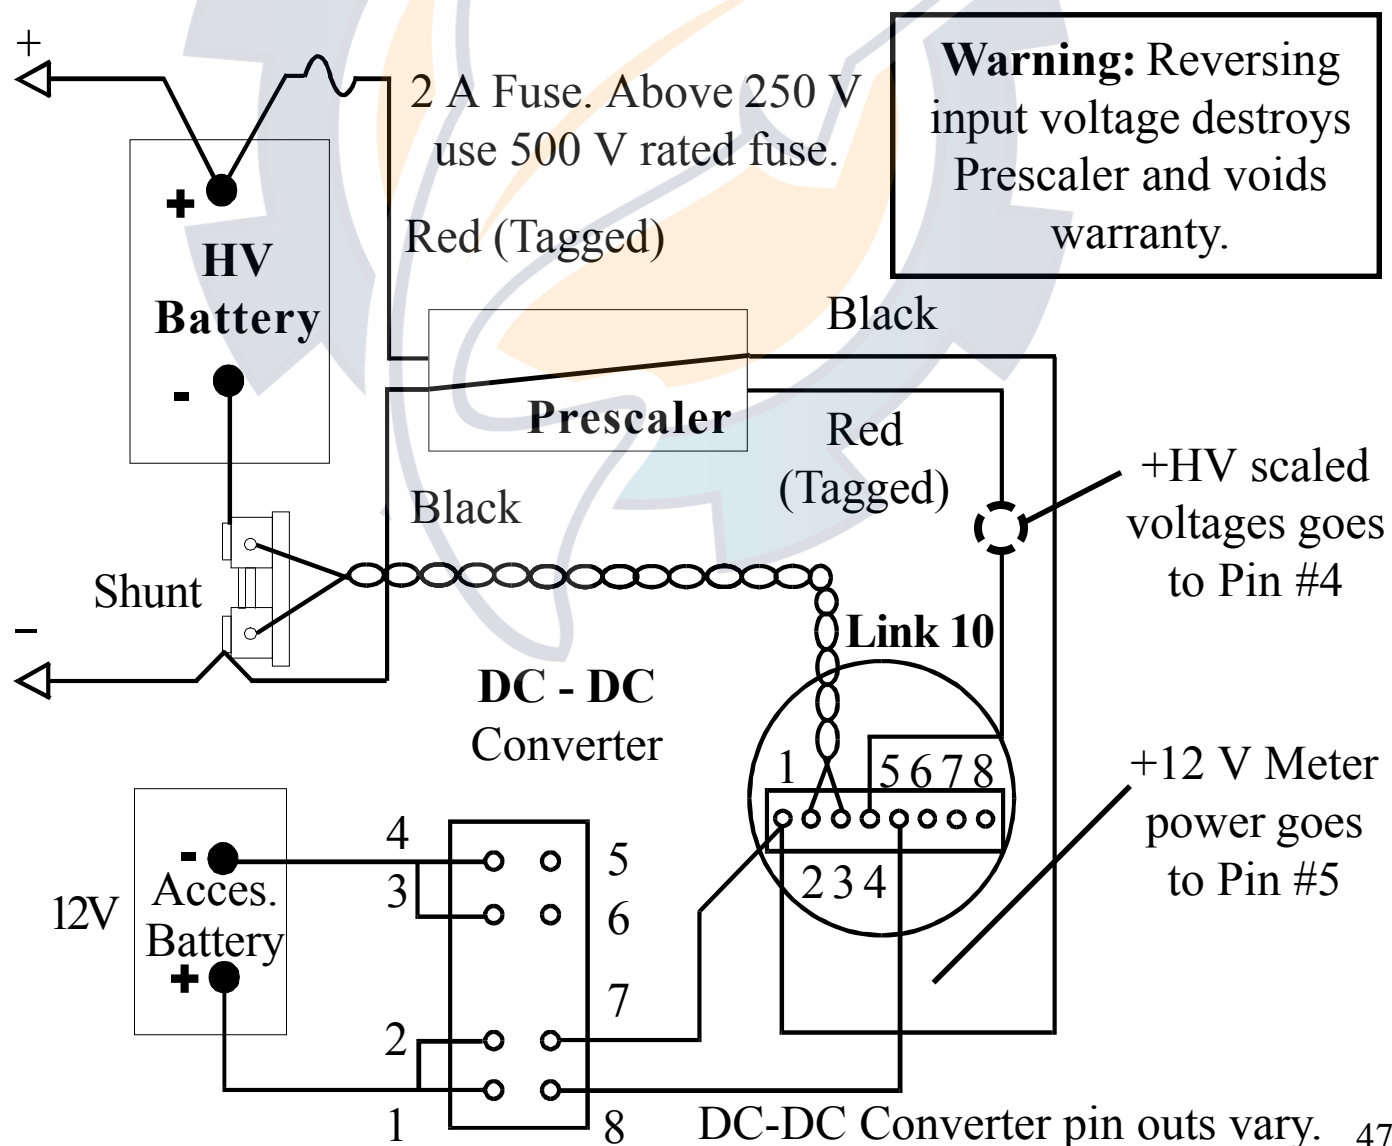 +
2 A Fuse. Above 250 V
use 500 V rated fuse.
Warning: Reversing
input voltage destroys
Prescaler and voids
warranty.
+
HV
Battery
-
Red (Tagged)
Black
Prescaler
Red
(Tagged)
+HV scaled
voltages goes
to Pin #4
Black
Shunt
−
Link 10
DC - DC
Converter
1
5 6 7 8
2 3 4
+12 V Meter
power goes
to Pin #5
12V
-
Acces.
Battery
+
4
3
2
1
5
6
7
8
DC-DC Converter pin outs vary.
47